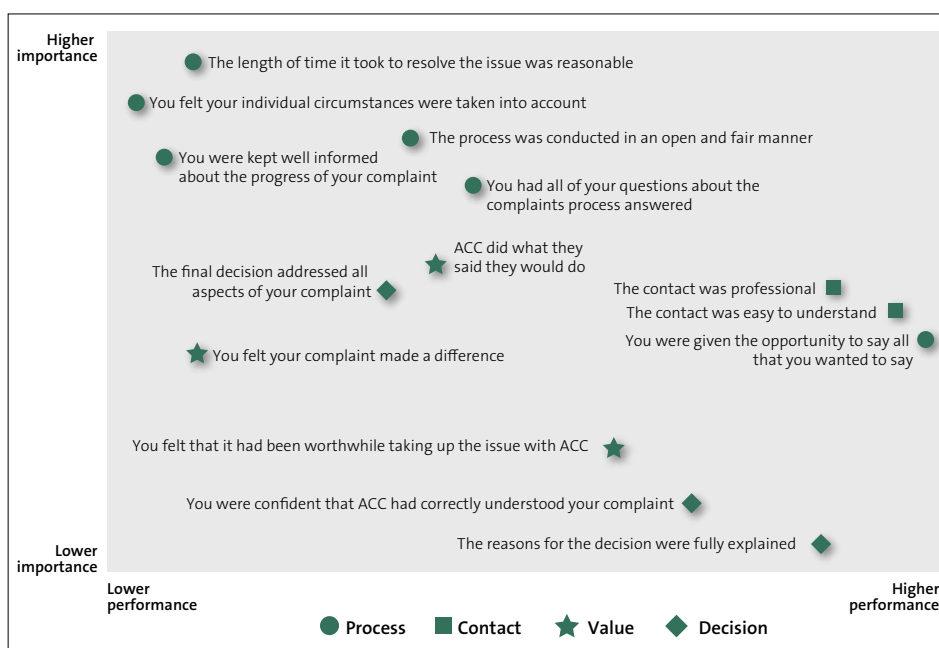 Higher
importance
The length of time it took to resolve the issue was reasonable
You felt your individual circumstances were taken into account
The process was conducted in an open and fair manner
You were kept well informed
about the progress of your complaint
You had all of your questions about the
complaints process answered
ACC did what they
said they would do
The final decision addressed all
aspects of your complaint
The contact was professional
The contact was easy to understand
You were given the opportunity to say all
that you wanted to say
You felt your complaint made a difference
You felt that it had been worthwhile taking up the issue with ACC
You were confident that ACC had correctly understood your complaint
The reasons for the decision were fully explained
Lower
importance
Lower
performance
Higher
performance
Process
Contact
Value
Decision